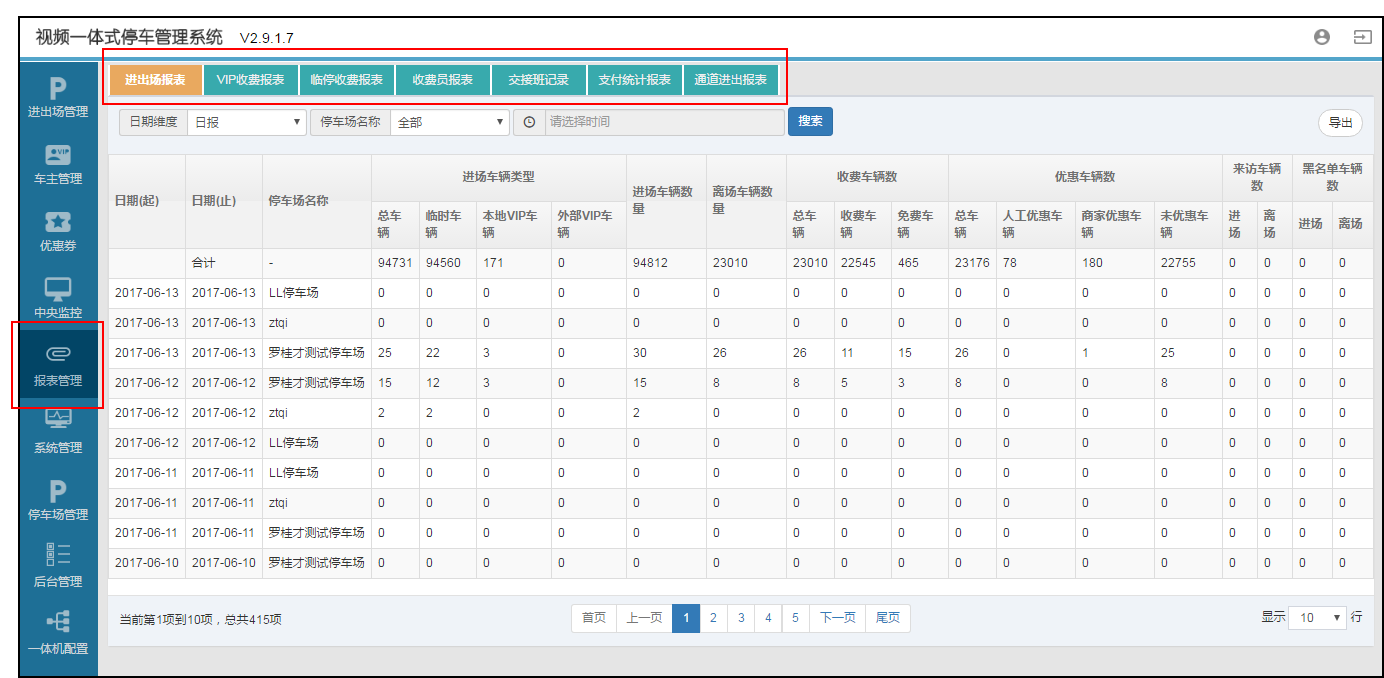 视频一体式停车管理系统 V2.9.1.7
进出场管理
车主管理
优惠券
中央监控
报表管理
系统管理
停车场管理
后台管理
一体机配置
进出场报表 VIP收费报表 临停收费报表 收费员报表 交接班记录 支付统计报表 通道进出报表
日期维度 日报 停车场名称 全部 请选择时间 搜索 导出
日期(起) 日期(止) 停车场名称 进场车辆类型 进场车辆数量 离场车辆数量 收费车辆数 优惠车辆数 来访车辆数 黑名单车辆数
总车辆 临时车辆 本地VIP车辆 外部VIP车辆 总车辆 收费车辆 免费车辆 总车辆 人工优惠车辆 商家优惠车辆 未优惠车辆 进场 离场 进场 离场
合计 - 94731 94560 171 0 94812 23010 23010 22545 465 23176 78 180 22755 0 0 0 0
2017-06-13 2017-06-13 LL停车场 0 0 0 0 0 0 0 0 0 0 0 0 0 0 0 0 0
2017-06-13 2017-06-13 ztqi 0 0 0 0 0 0 0 0 0 0 0 0 0 0 0 0 0
2017-06-13 2017-06-13 罗桂才测试停车场 25 22 3 0 30 26 26 11 15 26 0 1 25 0 0 0 0
2017-06-12 2017-06-12 罗桂才测试停车场 15 12 3 0 15 8 8 5 3 8 0 0 8 0 0 0 0
2017-06-12 2017-06-12 ztqi 2 2 0 0 2 0 0 0 0 0 0 0 0 0 0 0 0
2017-06-12 2017-06-12 LL停车场 0 0 0 0 0 0 0 0 0 0 0 0 0 0 0 0 0
2017-06-11 2017-06-11 LL停车场 0 0 0 0 0 0 0 0 0 0 0 0 0 0 0 0 0
2017-06-11 2017-06-11 ztqi 0 0 0 0 0 0 0 0 0 0 0 0 0 0 0 0 0
2017-06-11 2017-06-11 罗桂才测试停车场 0 0 0 0 0 0 0 0 0 0 0 0 0 0 0 0 0
2017-06-10 2017-06-10 罗桂才测试停车场 0 0 0 0 0 0 0 0 0 0 0 0 0 0 0 0 0
当前第1项到10项，总共415项 首页 上一页 1 2 3 4 5 下一页 尾页 显示 10 行